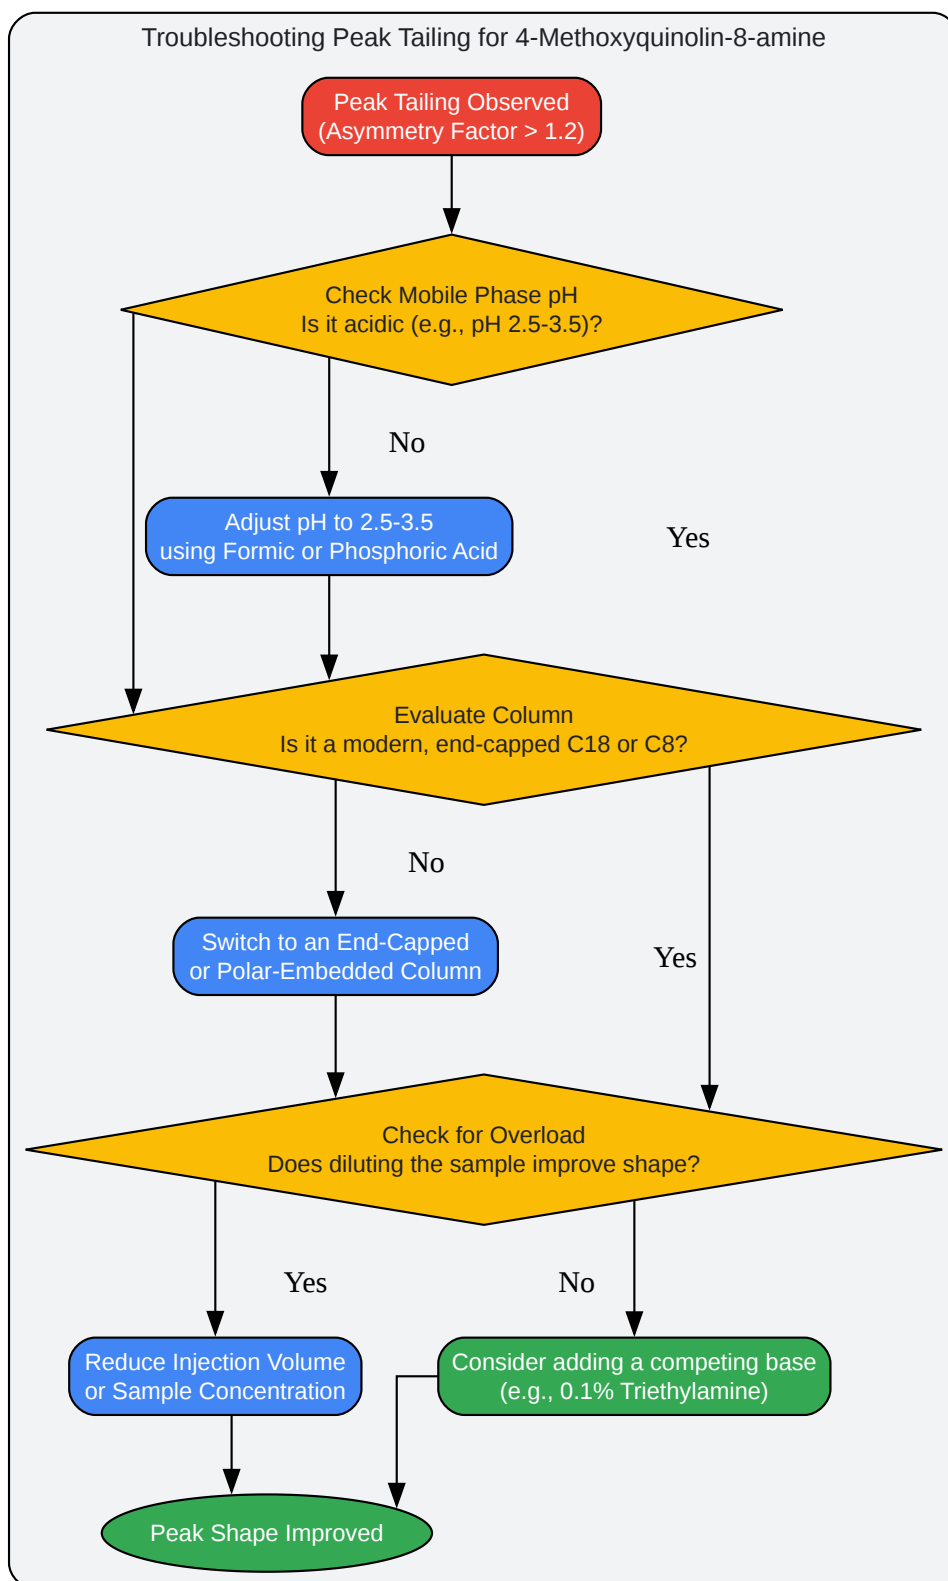 Troubleshooting Peak Tailing for 4-Methoxyquinolin-8-amine
Peak Tailing Observed
(Asymmetry Factor > 1.2)
Check Mobile Phase pH
Is it acidic (e.g., pH 2.5-3.5)?
No
Adjust pH to 2.5-3.5
using Formic or Phosphoric Acid
Yes
Evaluate Column
Is it a modern, end-capped C18 or C8?
No
Switch to an End-Capped
or Polar-Embedded Column
Yes
Check for Overload
Does diluting the sample improve shape?
Yes
No
Reduce Injection Volume
or Sample Concentration
Consider adding a competing base
(e.g., 0.1% Triethylamine)
Peak Shape Improved